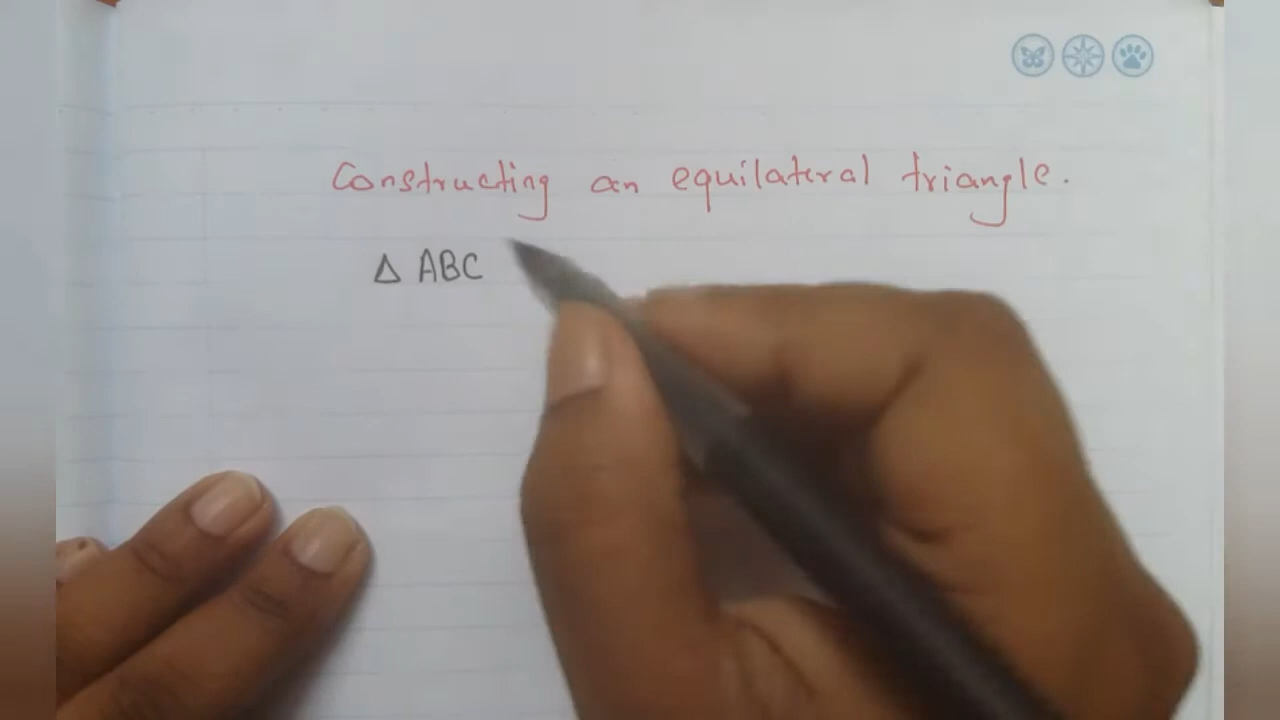 Constructing an equilateral triangle.
Δ ABC